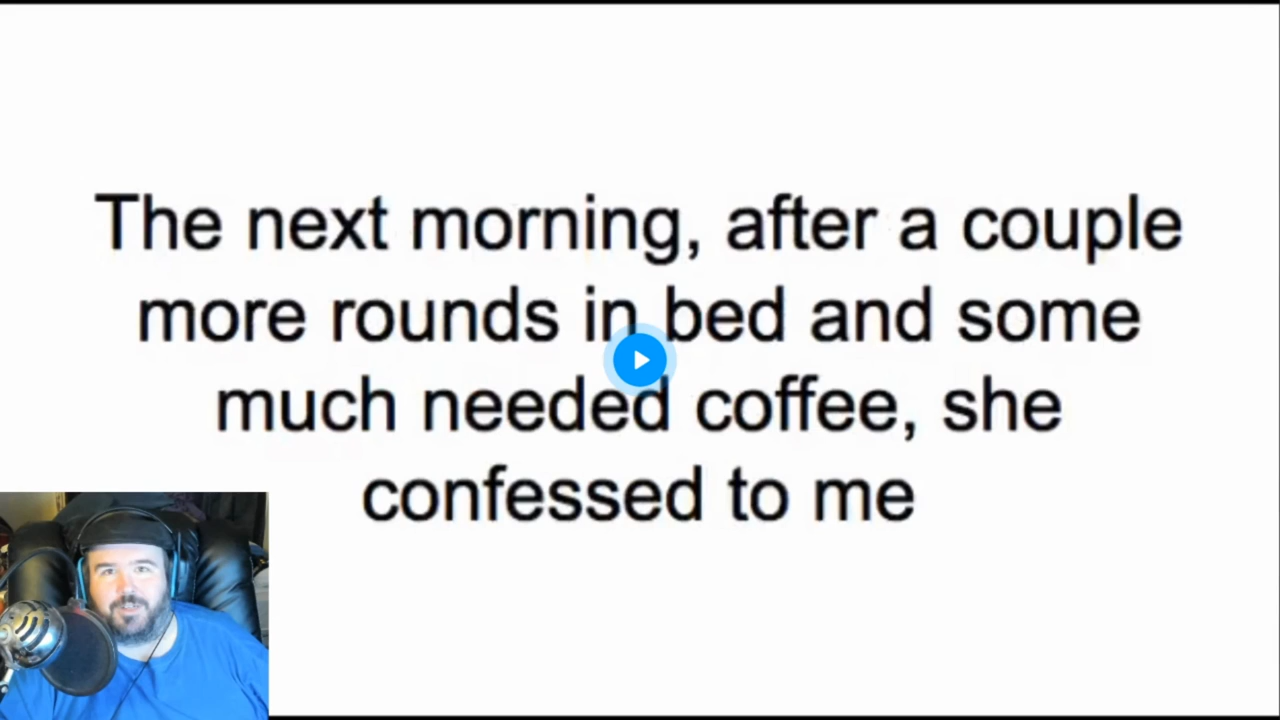 The next morning, after a couple
more rounds in bed and some
much needed coffee, she
confessed to me